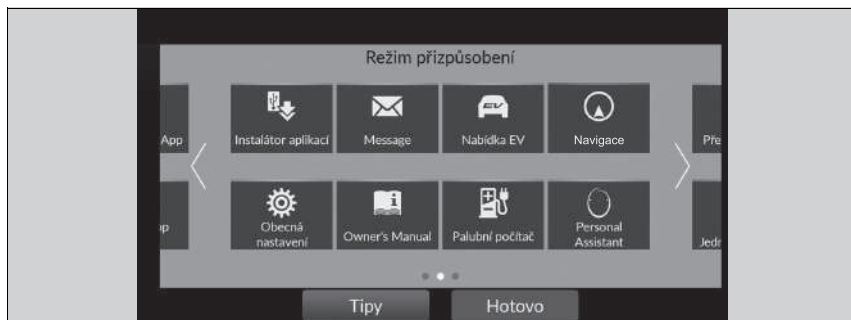 Režim přizpůsobení
App
Instalátor aplikací
Message
Nabídka EV
Navigace
Obecná
nastavení
Owner's Manual
Palubní počítač
Personal
Assistant
Tipy
Hotovo